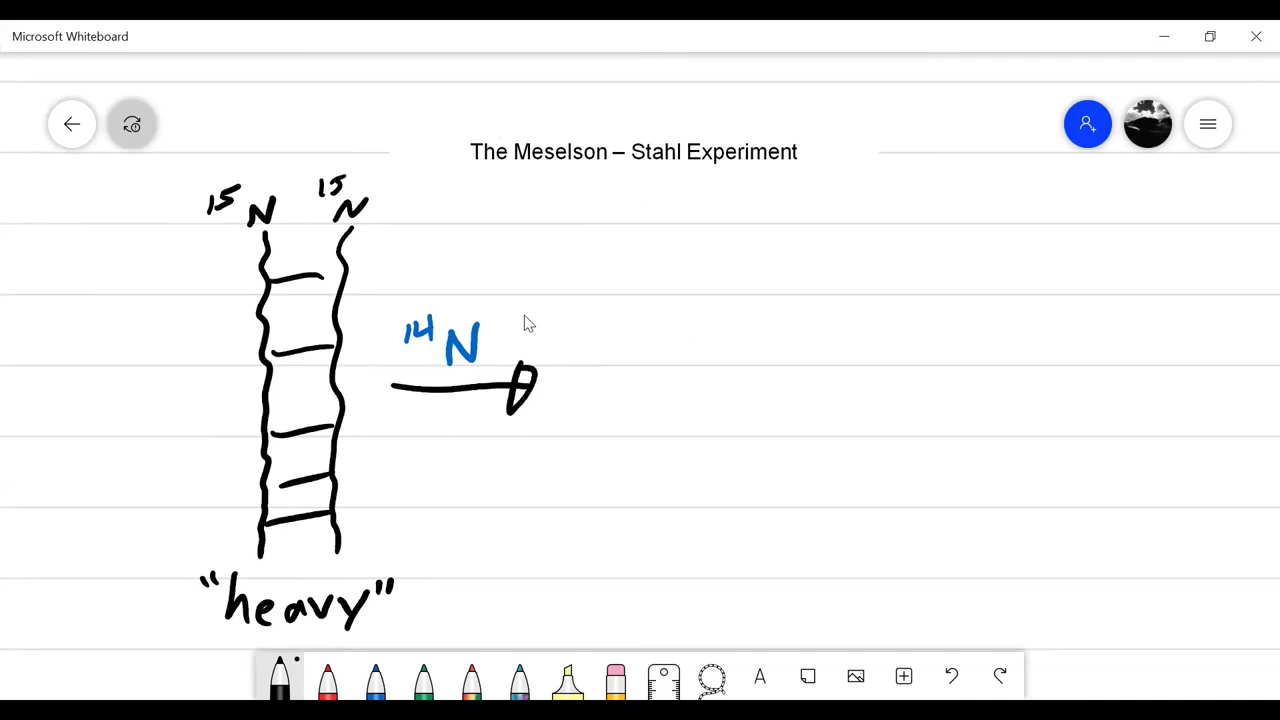 Microsoft Whiteboard
The Meselson – Stahl Experiment
15N 15N
14N
"heavy"
A